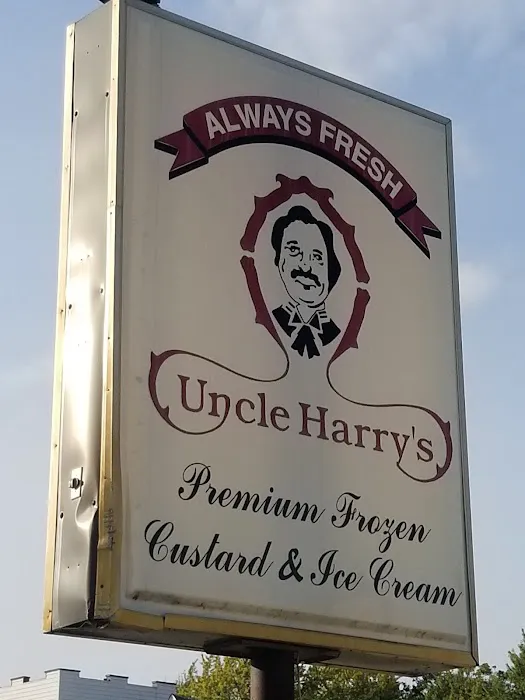 ALWAYS FRESH
Uncle Harry's
Premium Frozen
Custard & Ice Cream